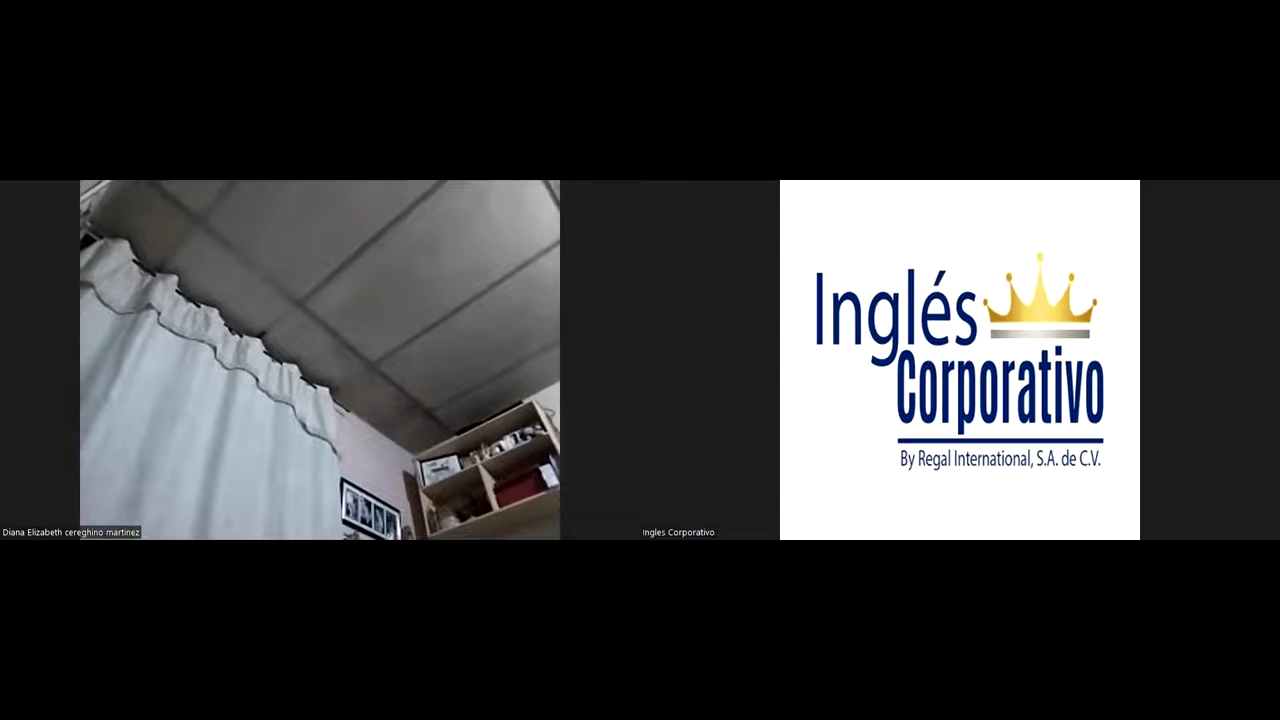 Inglés
Corporativo
By Regal International, S.A. de C.V.
Diana Elizabeth cereghino martinez
Ingles Corporativo